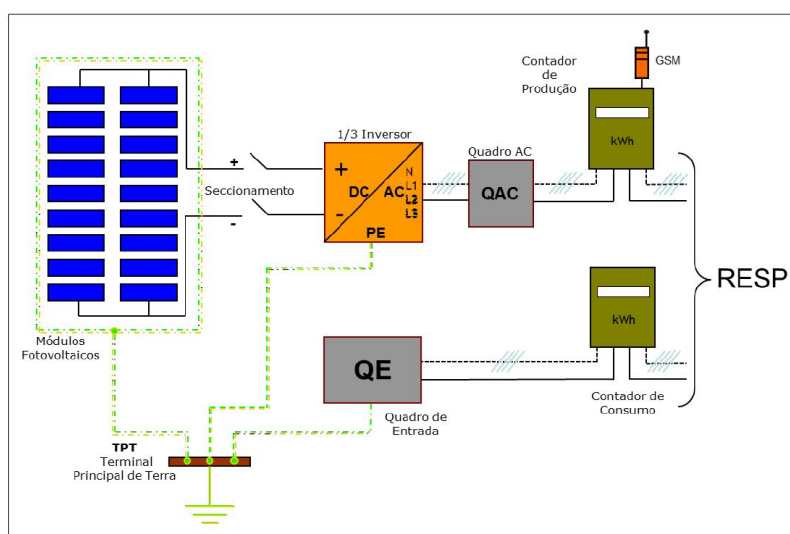 Contador
de
Produção
GSM
kWh
1/3 Inversor
Quadro AC
+
Seccionamento
-
+
DC
AC
-
PE
N
L1
L2
L3
QAC
RESP
kWh
Contador de
Consumo
Módulos
Fotovoltaicos
QE
Quadro de
Entrada
TPT
Terminal
Principal de Terra